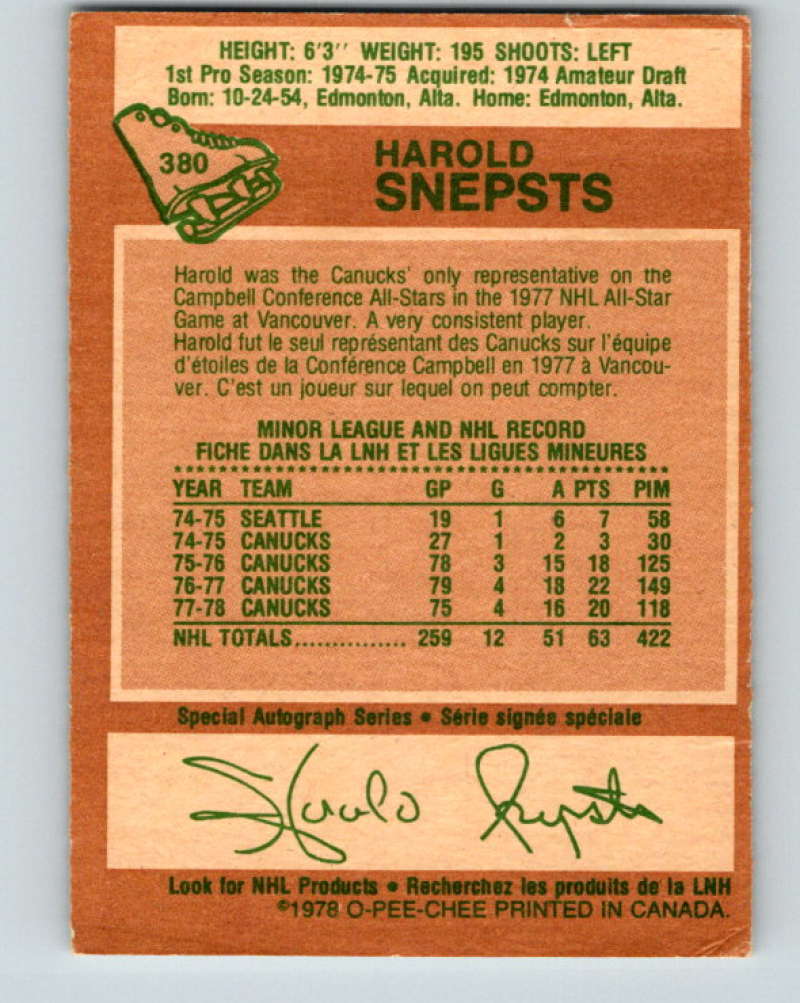 HEIGHT: 6'3'' WEIGHT: 195 SHOOTS: LEFT
1st Pro Season: 1974-75 Acquired: 1974 Amateur Draft
Born: 10-24-54, Edmonton, Alta. Home: Edmonton, Alta.
380
HAROLD
SNEPSTS
Harold was the Canucks' only representative on the
Campbell Conference All-Stars in the 1977 NHL All-Star
Game at Vancouver. A very consistent player.
Harold fut le seul représentant des Canucks sur l'équipe
d'étoiles de la Conférence Campbell en 1977 à Vancou-
ver. C'est un joueur sur lequel on peut compter.
MINOR LEAGUE AND NHL RECORD
FICHE DANS LA LNH ET LES LIGUES MINEURES
YEAR TEAM GP G A PTS PIM
74-75 SEATTLE 19 1 6 7 58
74-75 CANUCKS 27 1 2 3 30
75-76 CANUCKS 78 3 15 18 125
76-77 CANUCKS 79 4 18 22 149
77-78 CANUCKS 75 4 16 20 118
NHL TOTALS............... 259 12 51 63 422
Special Autograph Series • Série signée spéciale
Harold Snepsts
Look for NHL Products • Recherchez les produits de la LNH
©1978 O-PEE-CHEE PRINTED IN CANADA.